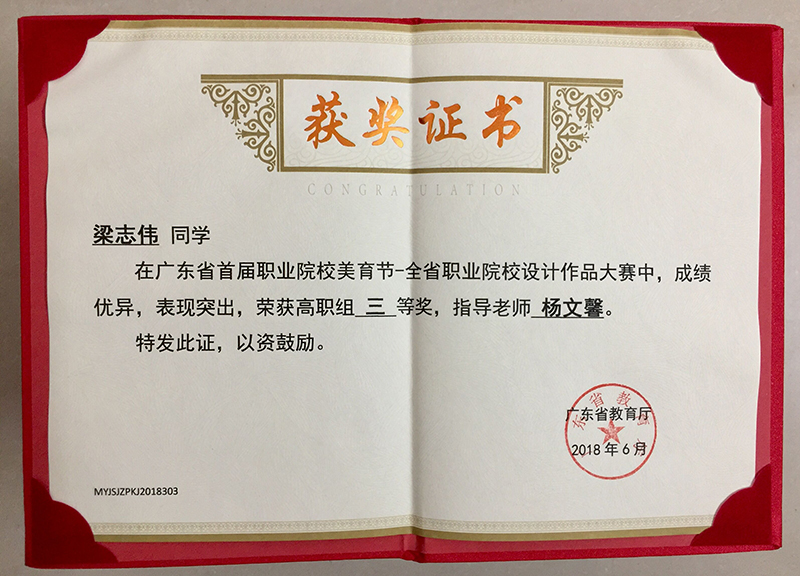 获奖证书
CONGRATULATION
梁志伟 同学
在广东省首届职业院校美育节-全省职业院校设计作品大赛中，成绩
优异，表现突出，荣获高职组 三 等奖，指导老师 杨文馨。
特发此证，以资鼓励。
广东省教育厅
2018 年 6 月
MYJSJZPKJ2018303